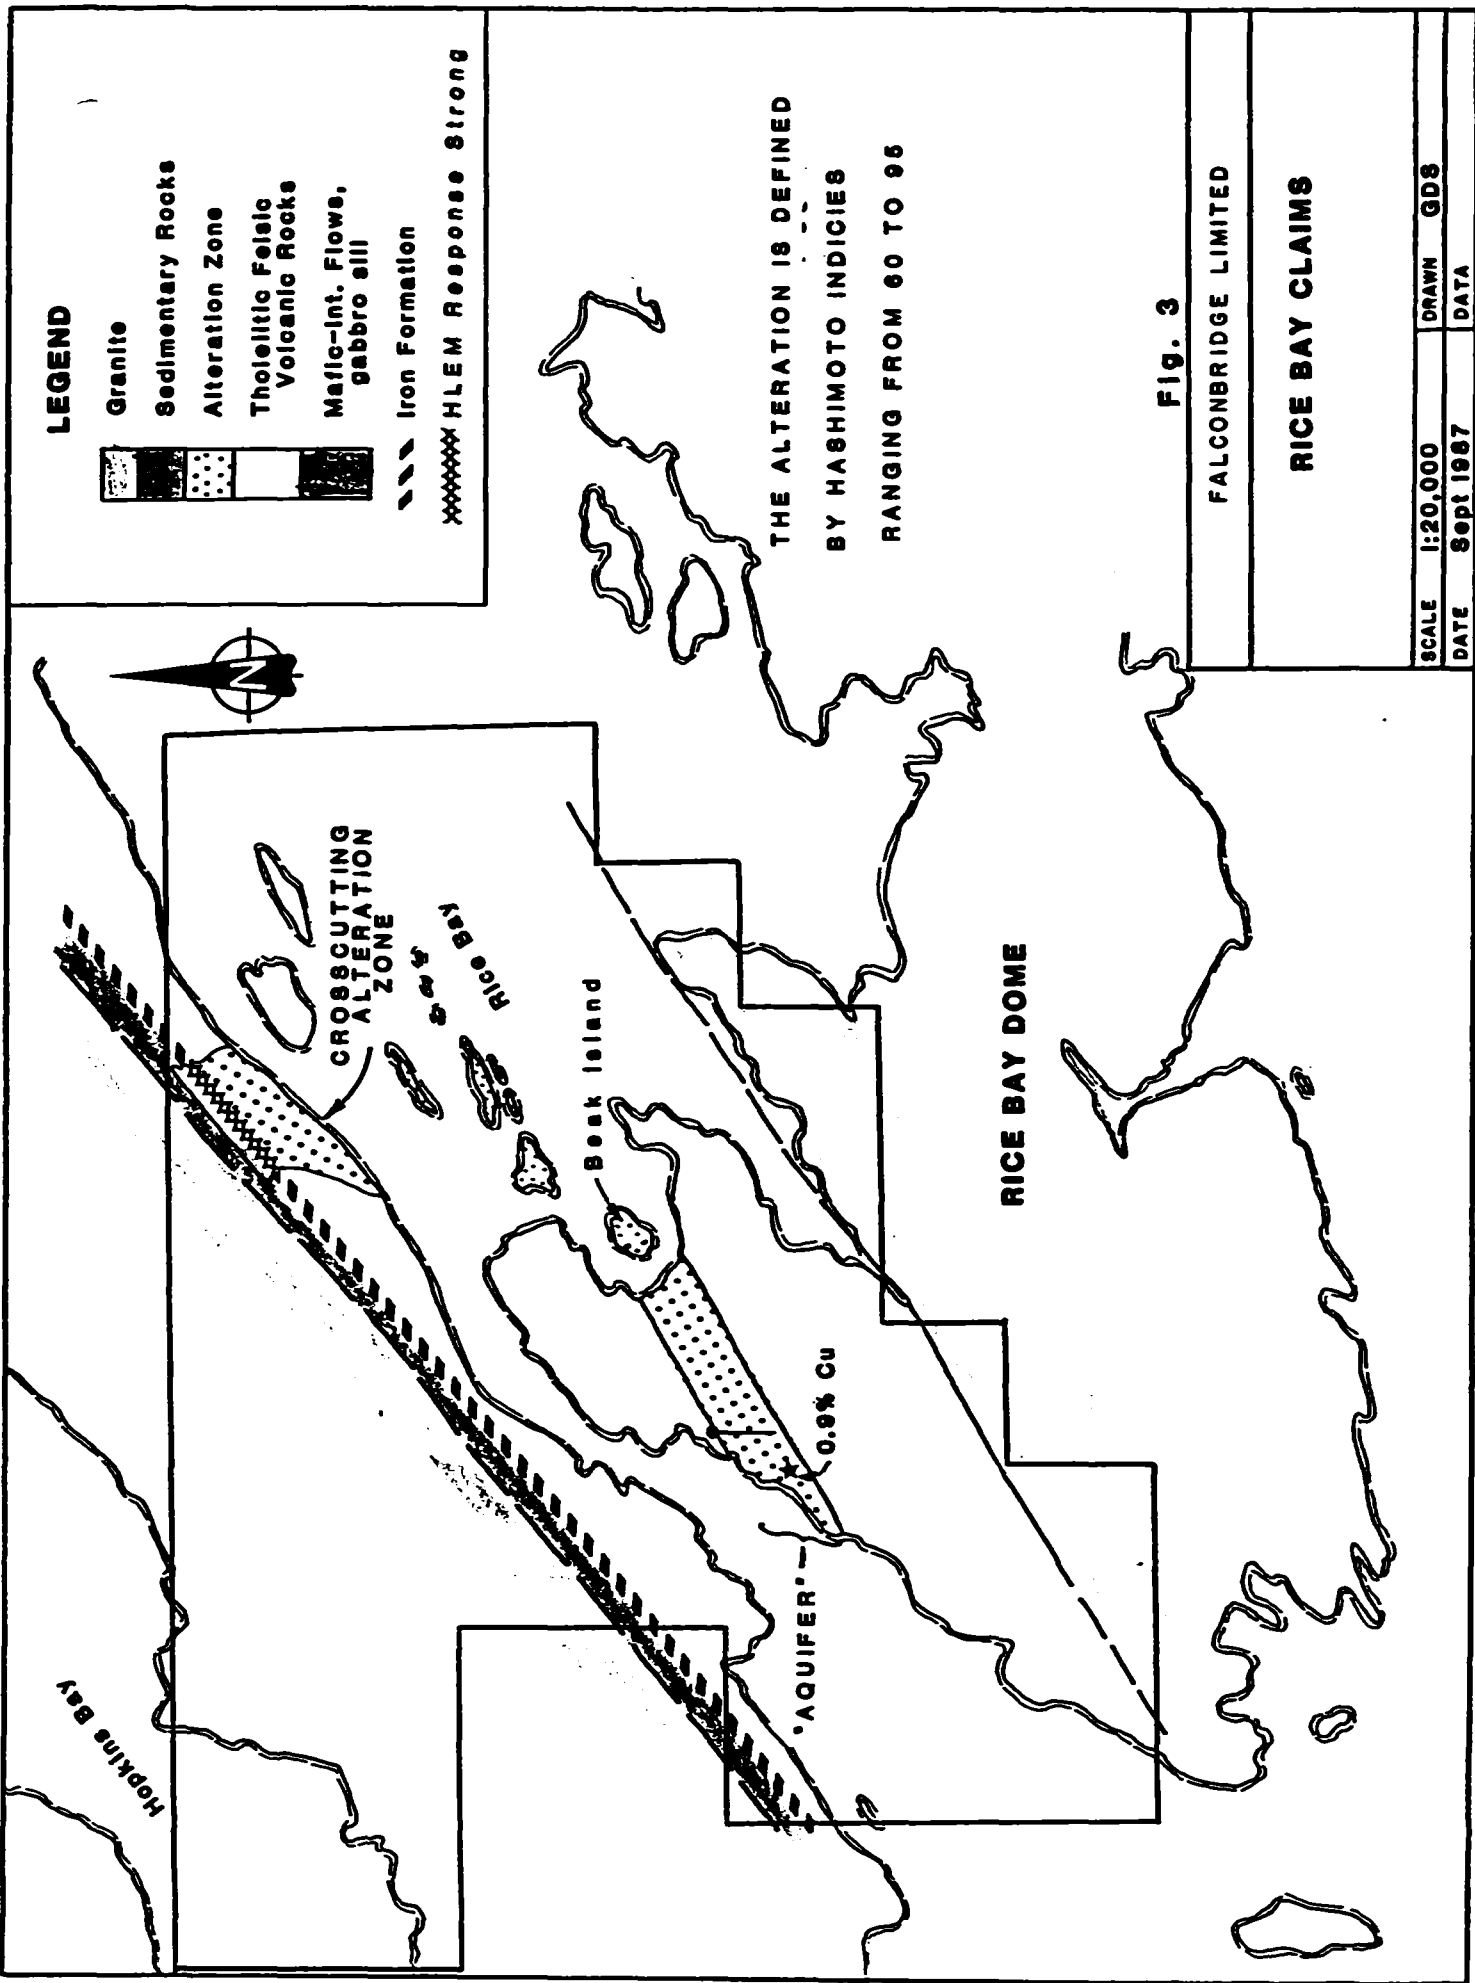 LEGEND
Granite
Sedimentary Rocks
Alteration Zone
Tholelitic Felsic
Volcanic Rocks
Mafic-Int. Flows,
gabbro sill
Iron Formation
HLEM Response Strong
N
Hopkins Bay
CROSSCUTTING
ALTERATION
ZONE
Rice Bay
Beak Island
0.9% Cu
'AQUIFER'
RICE BAY DOME
THE ALTERATION IS DEFINED
BY HASHIMOTO INDICIES
RANGING FROM 60 TO 95
Fig. 3
FALCONBRIDGE LIMITED
RICE BAY CLAIMS
SCALE 1:20,000 DRAWN GDS
DATE Sept 1987 DATA